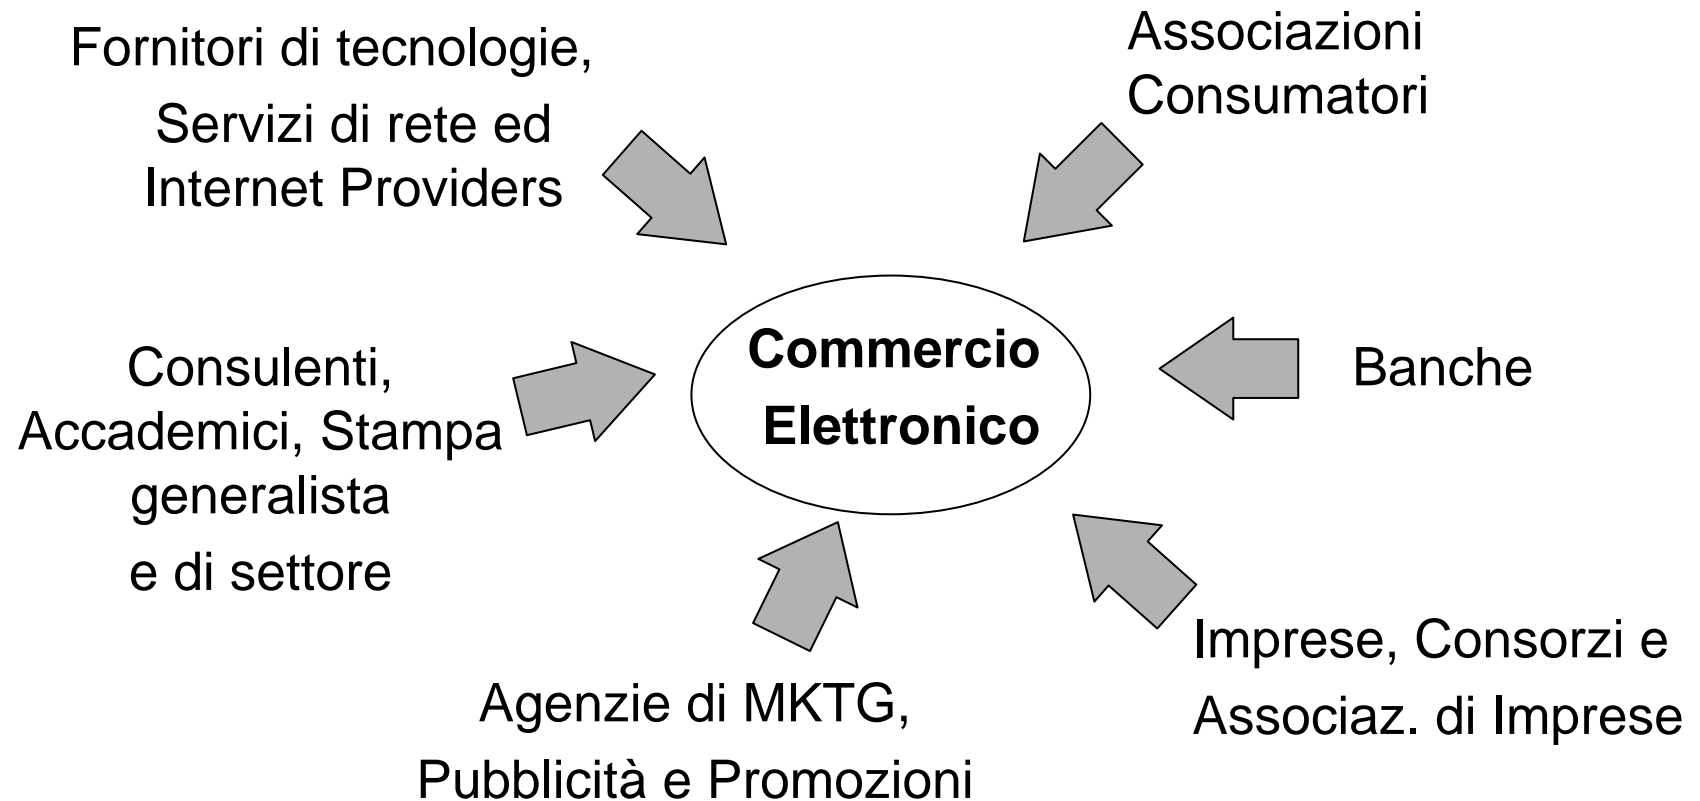 Fornitori di tecnologie,
Servizi di rete ed
Internet Providers
Associazioni
Consumatori
Commercio
Elettronico
Banche
Consulenti,
Accademici, Stampa
generalista
e di settore
Imprese, Consorzi e
Associaz. di Imprese
Agenzie di MKTG,
Pubblicità e Promozioni